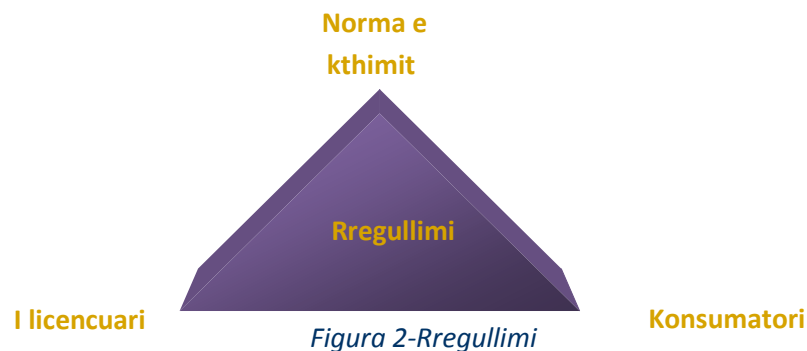 Norma e
kthimit
Rregullimi
I licencuari
Konsumatori
Figura 2-Rregullimi